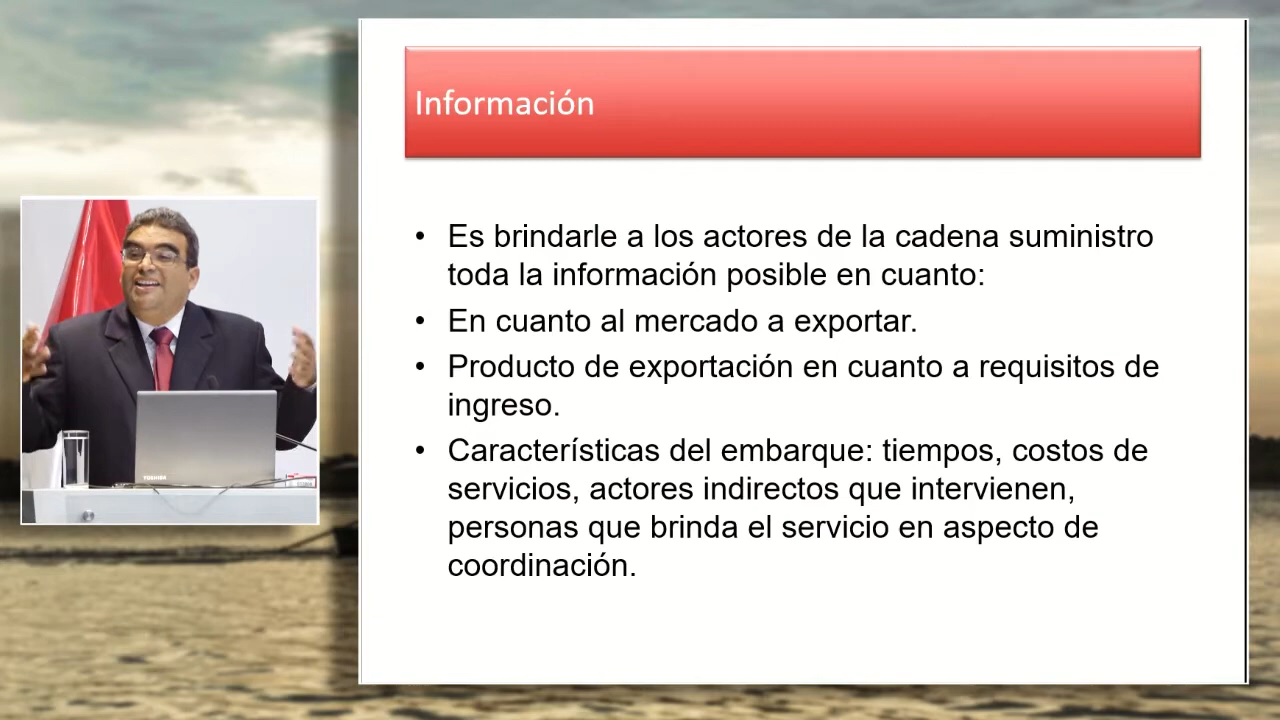 Información
• Es brindarle a los actores de la cadena suministro
toda la información posible en cuanto:
• En cuanto al mercado a exportar.
• Producto de exportación en cuanto a requisitos de
ingreso.
• Características del embarque: tiempos, costos de
servicios, actores indirectos que intervienen,
personas que brinda el servicio en aspecto de
coordinación.
TOSHIBA